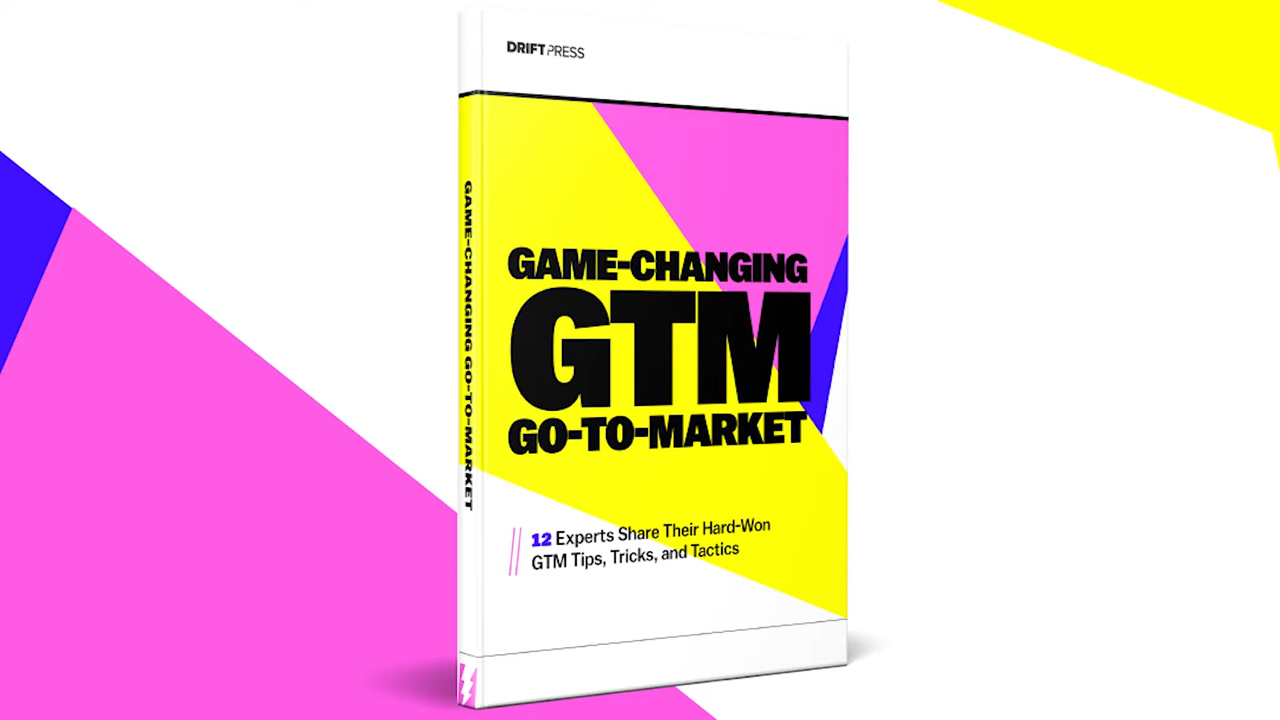 DRIFT PRESS
GAME-CHANGING
GTM
GO-TO-MARKET
12 Experts Share Their Hard-Won
GTM Tips, Tricks, and Tactics
GAME-CHANGING GO-TO-MARKET